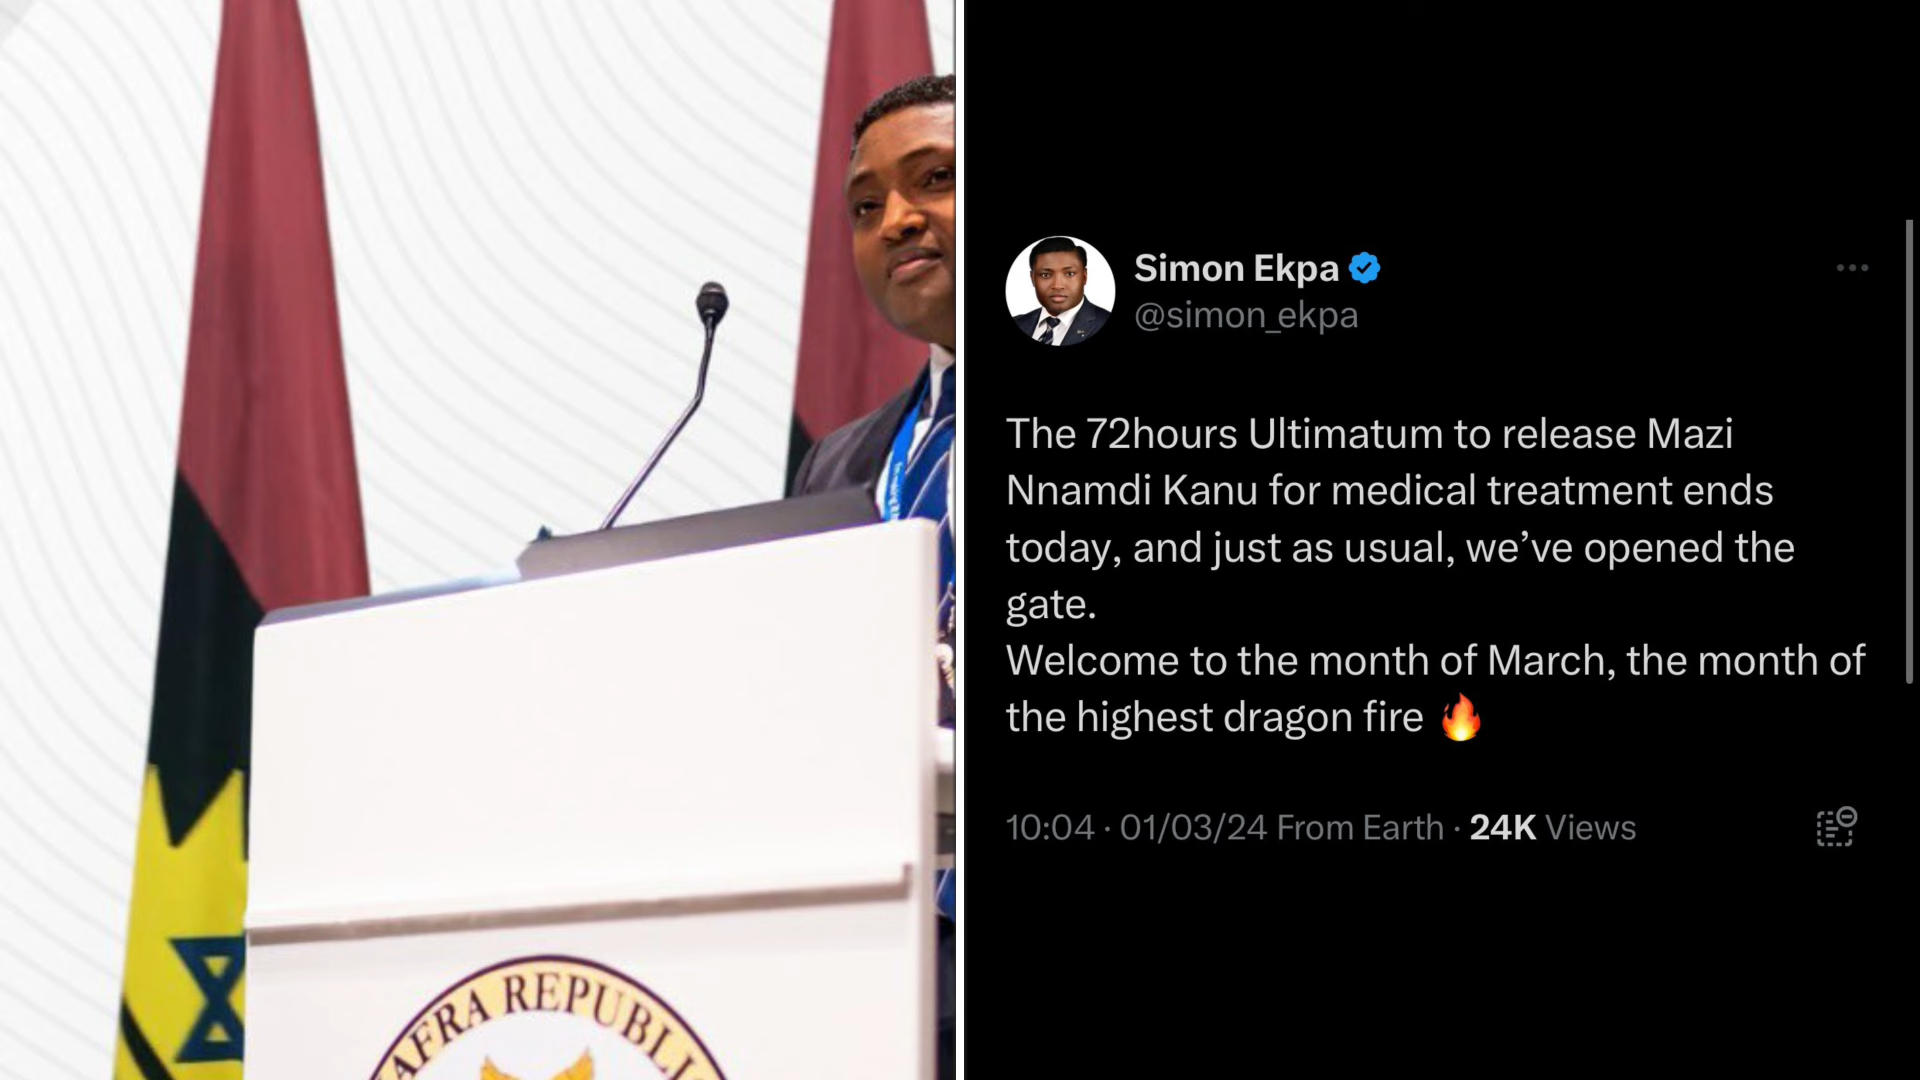 AFRA REPUBLIC
Simon Ekpa
@simon_ekpa
The 72hours Ultimatum to release Mazi
Nnamdi Kanu for medical treatment ends
today, and just as usual, we’ve opened the
gate.
Welcome to the month of March, the month of
the highest dragon fire 🔥
10:04 · 01/03/24 From Earth · 24K Views